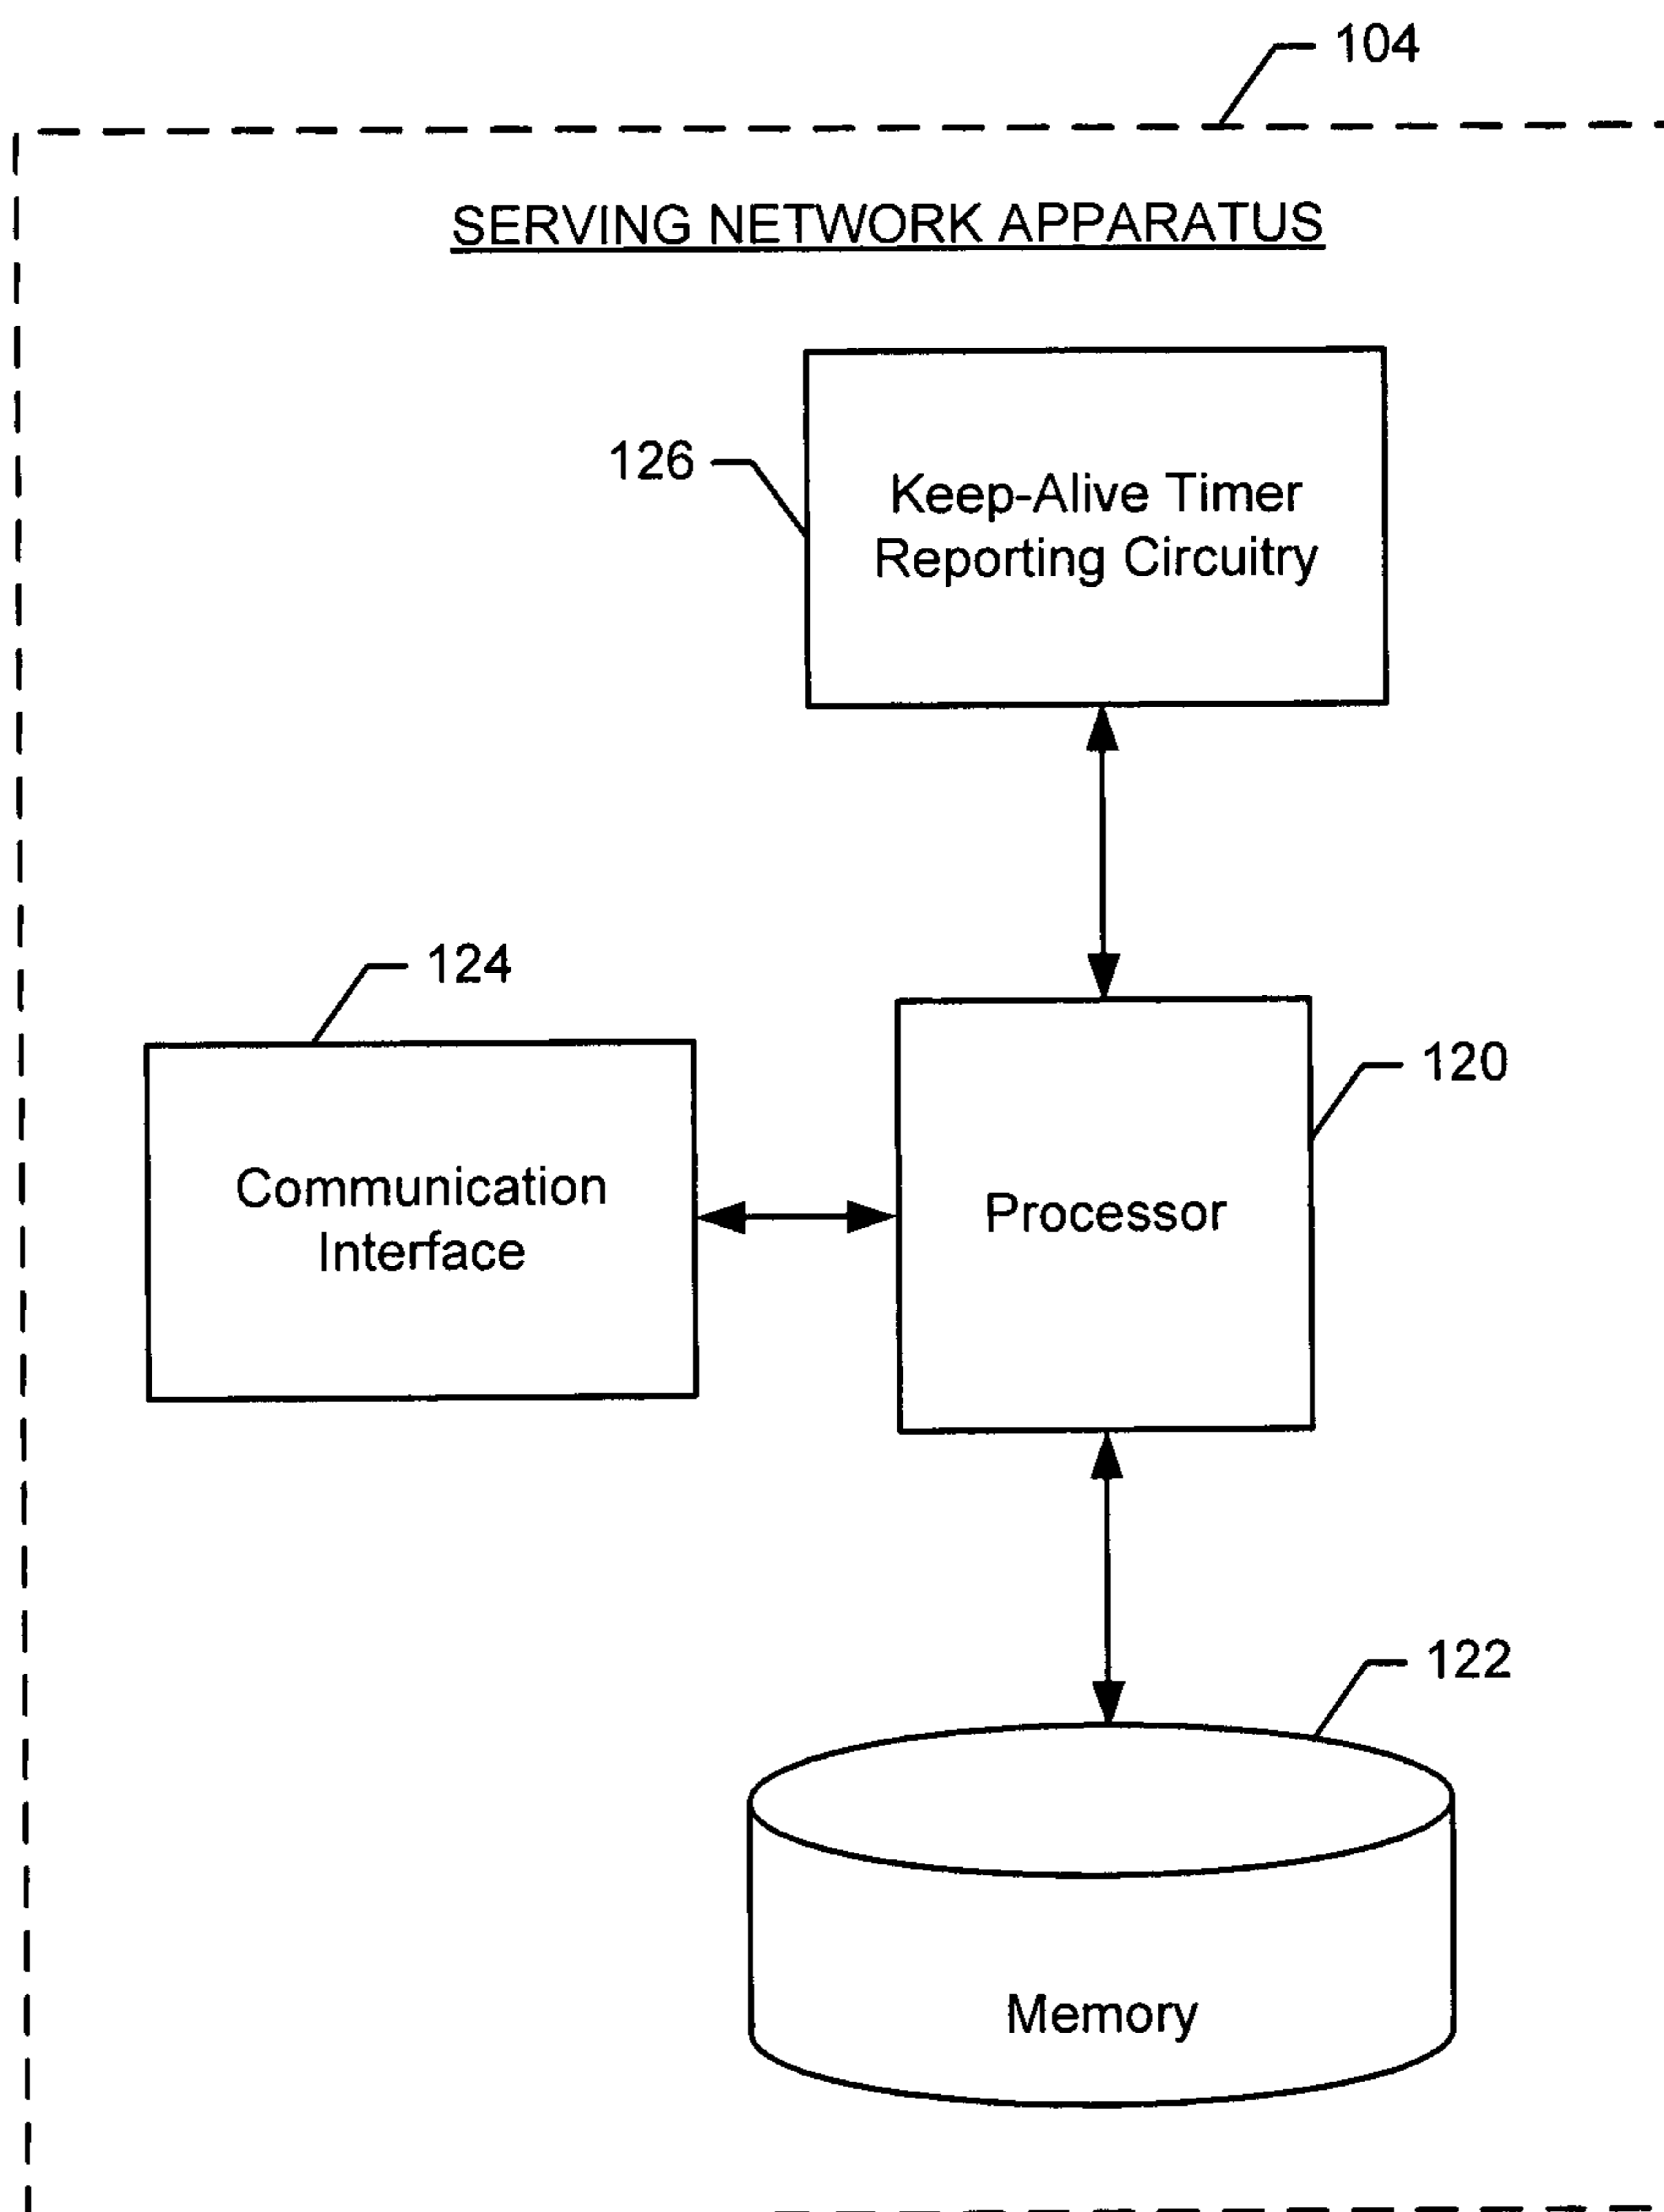 104
SERVING NETWORK APPARATUS
126
Keep-Alive Timer
Reporting Circuitry
124
Communication
Interface
120
Processor
122
Memory